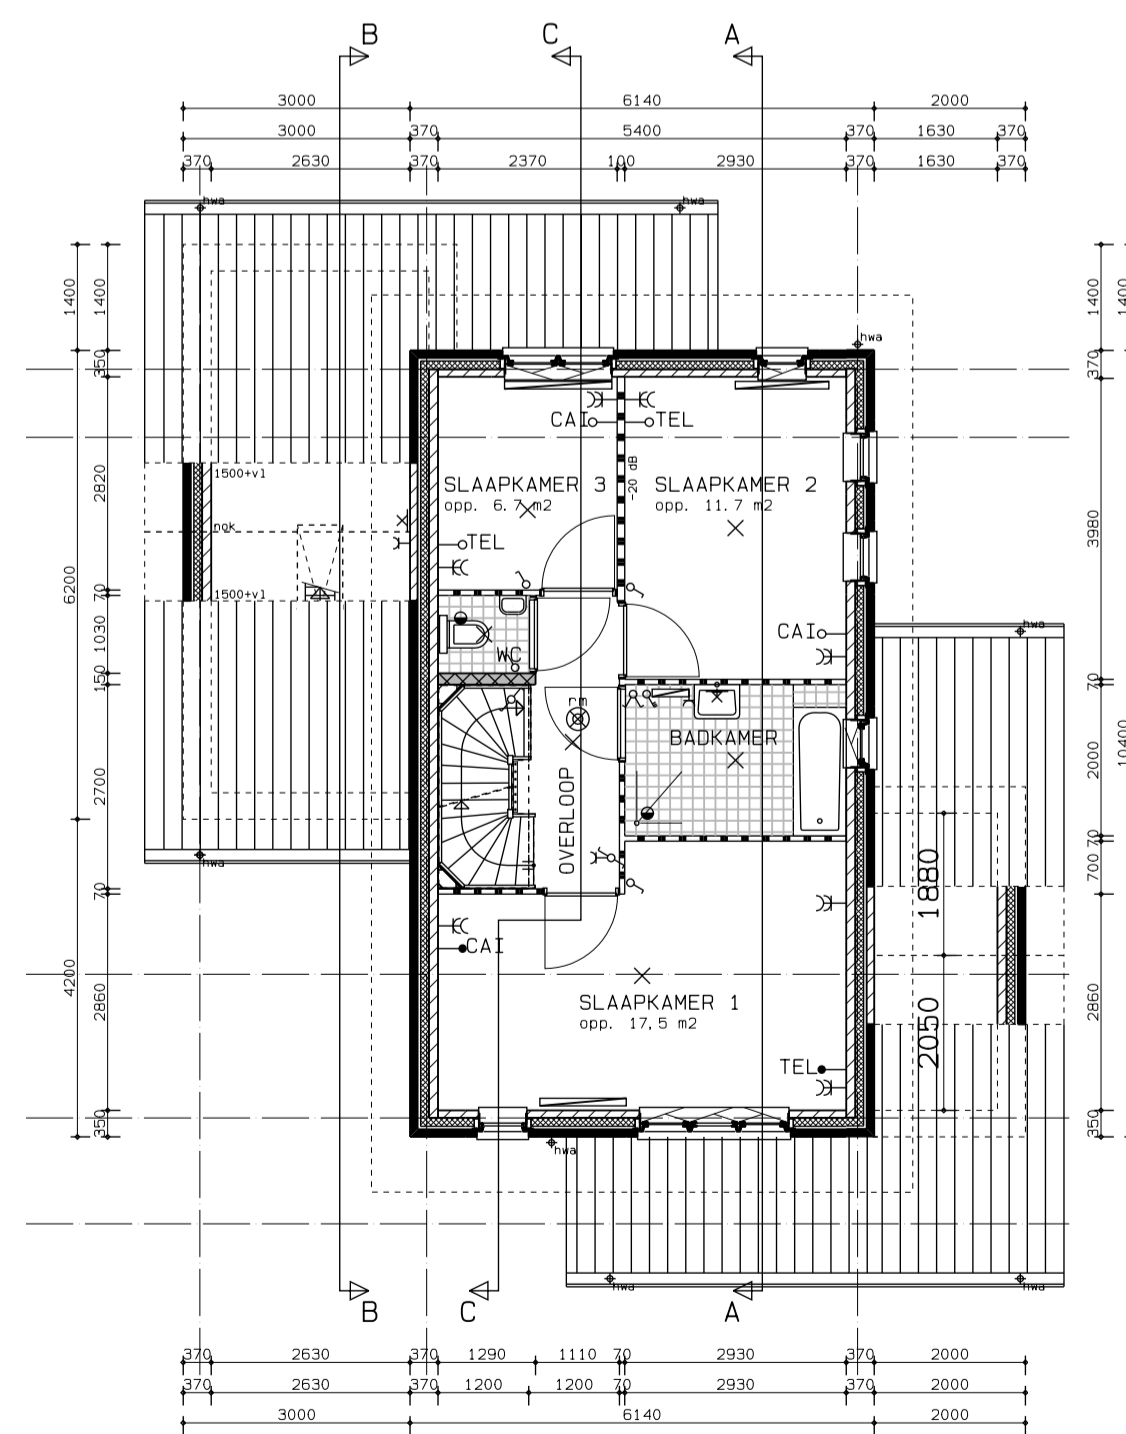 B
C
A
3000
6140
2000
3000
370
5400
370
1630
370
370
2630
370
2370
100
2930
370
1630
370
hwa
hwa
1400
1400
1400
1400
hwa
350
370
CAI
TEL
1500+vl
-20 dB
2820
SLAAPKAMER 3
SLAAPKAMER 2
opp. 6.7 m2
opp. 11.7 m2
nok
3980
TEL
6200
1500+vl
70
1030
hwa
CAI
WC
150
70
rm
BADKAMER
2000
10400
2700
OVERLOOP
70
hwa
700
1880
70
CAI
4200
2860
2860
SLAAPKAMER 1
opp. 17,5 m2
2050
TEL
350
350
hwa
hwa
hwa
B
C
A
370
2630
370
1290
1110
70
2930
370
2000
370
2630
370
1200
1200
70
2930
370
2000
3000
6140
2000